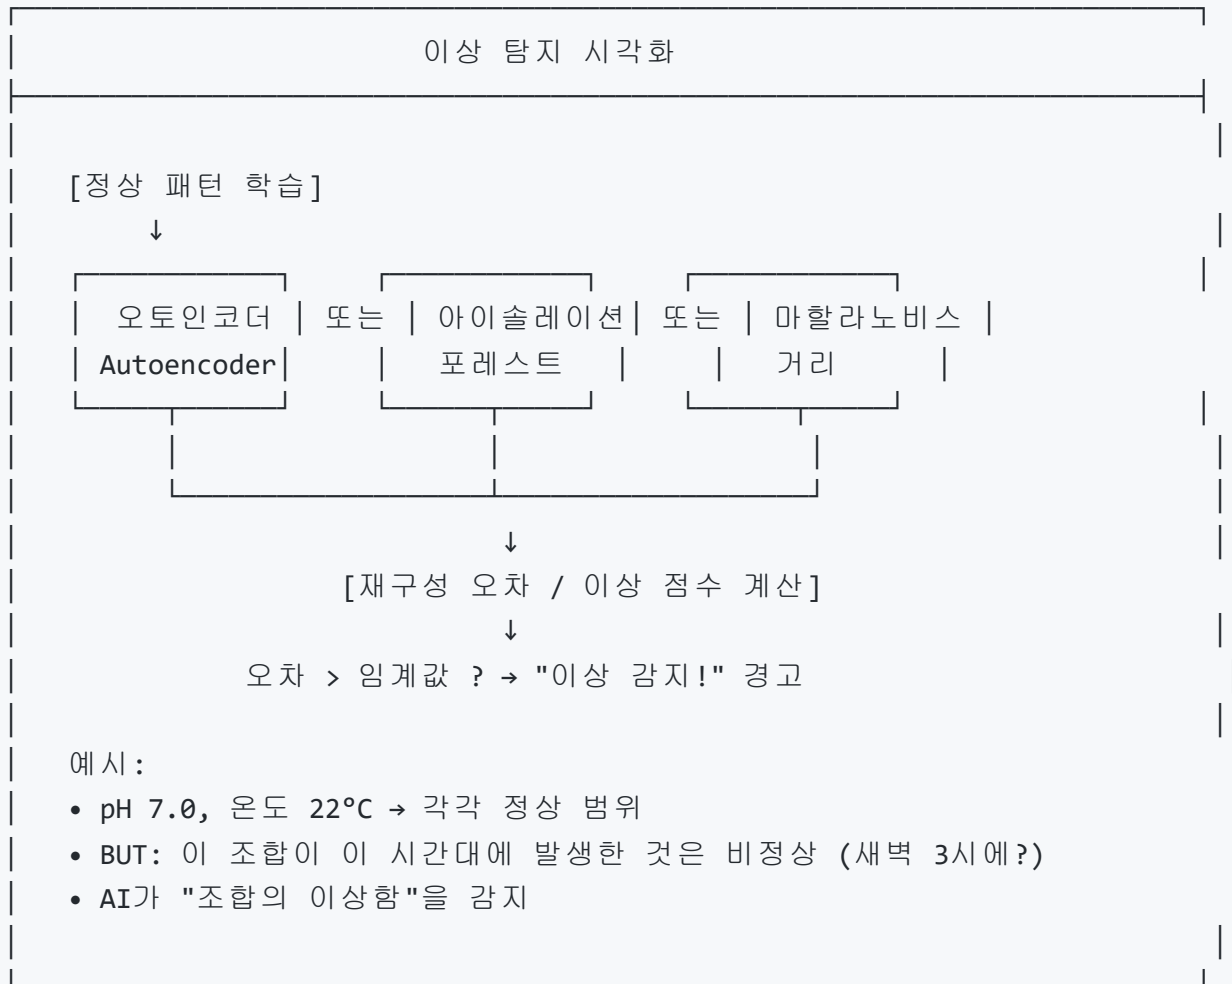 이상 탐지 시각화
[정상 패턴 학습]
↓
오토인코더 또는 아이솔레이션 또는 마할라노비스
Autoencoder 포레스트 거리
↓
[재구성 오차 / 이상 점수 계산]
↓
오차 > 임계값 ? → "이상 감지!" 경고
예시:
• pH 7.0, 온도 22°C → 각각 정상 범위
• BUT: 이 조합이 이 시간대에 발생한 것은 비정상 (새벽 3시에?)
• AI가 "조합의 이상함"을 감지